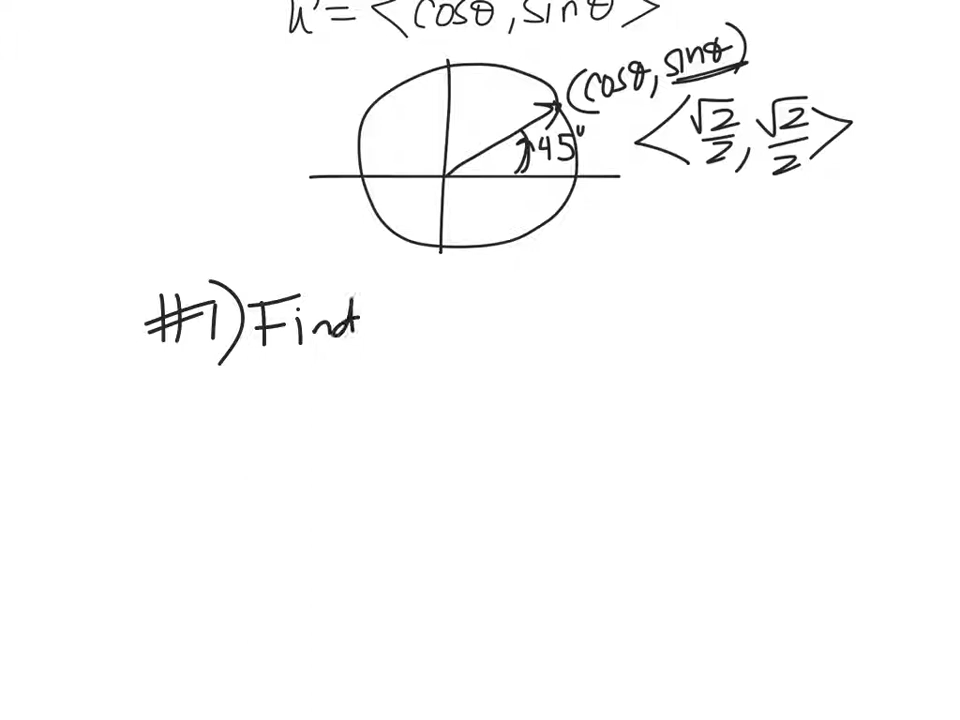 u = <cosθ, sinθ>
(cosθ, sinθ)
45°
<√2/2, √2/2>
#1) Find